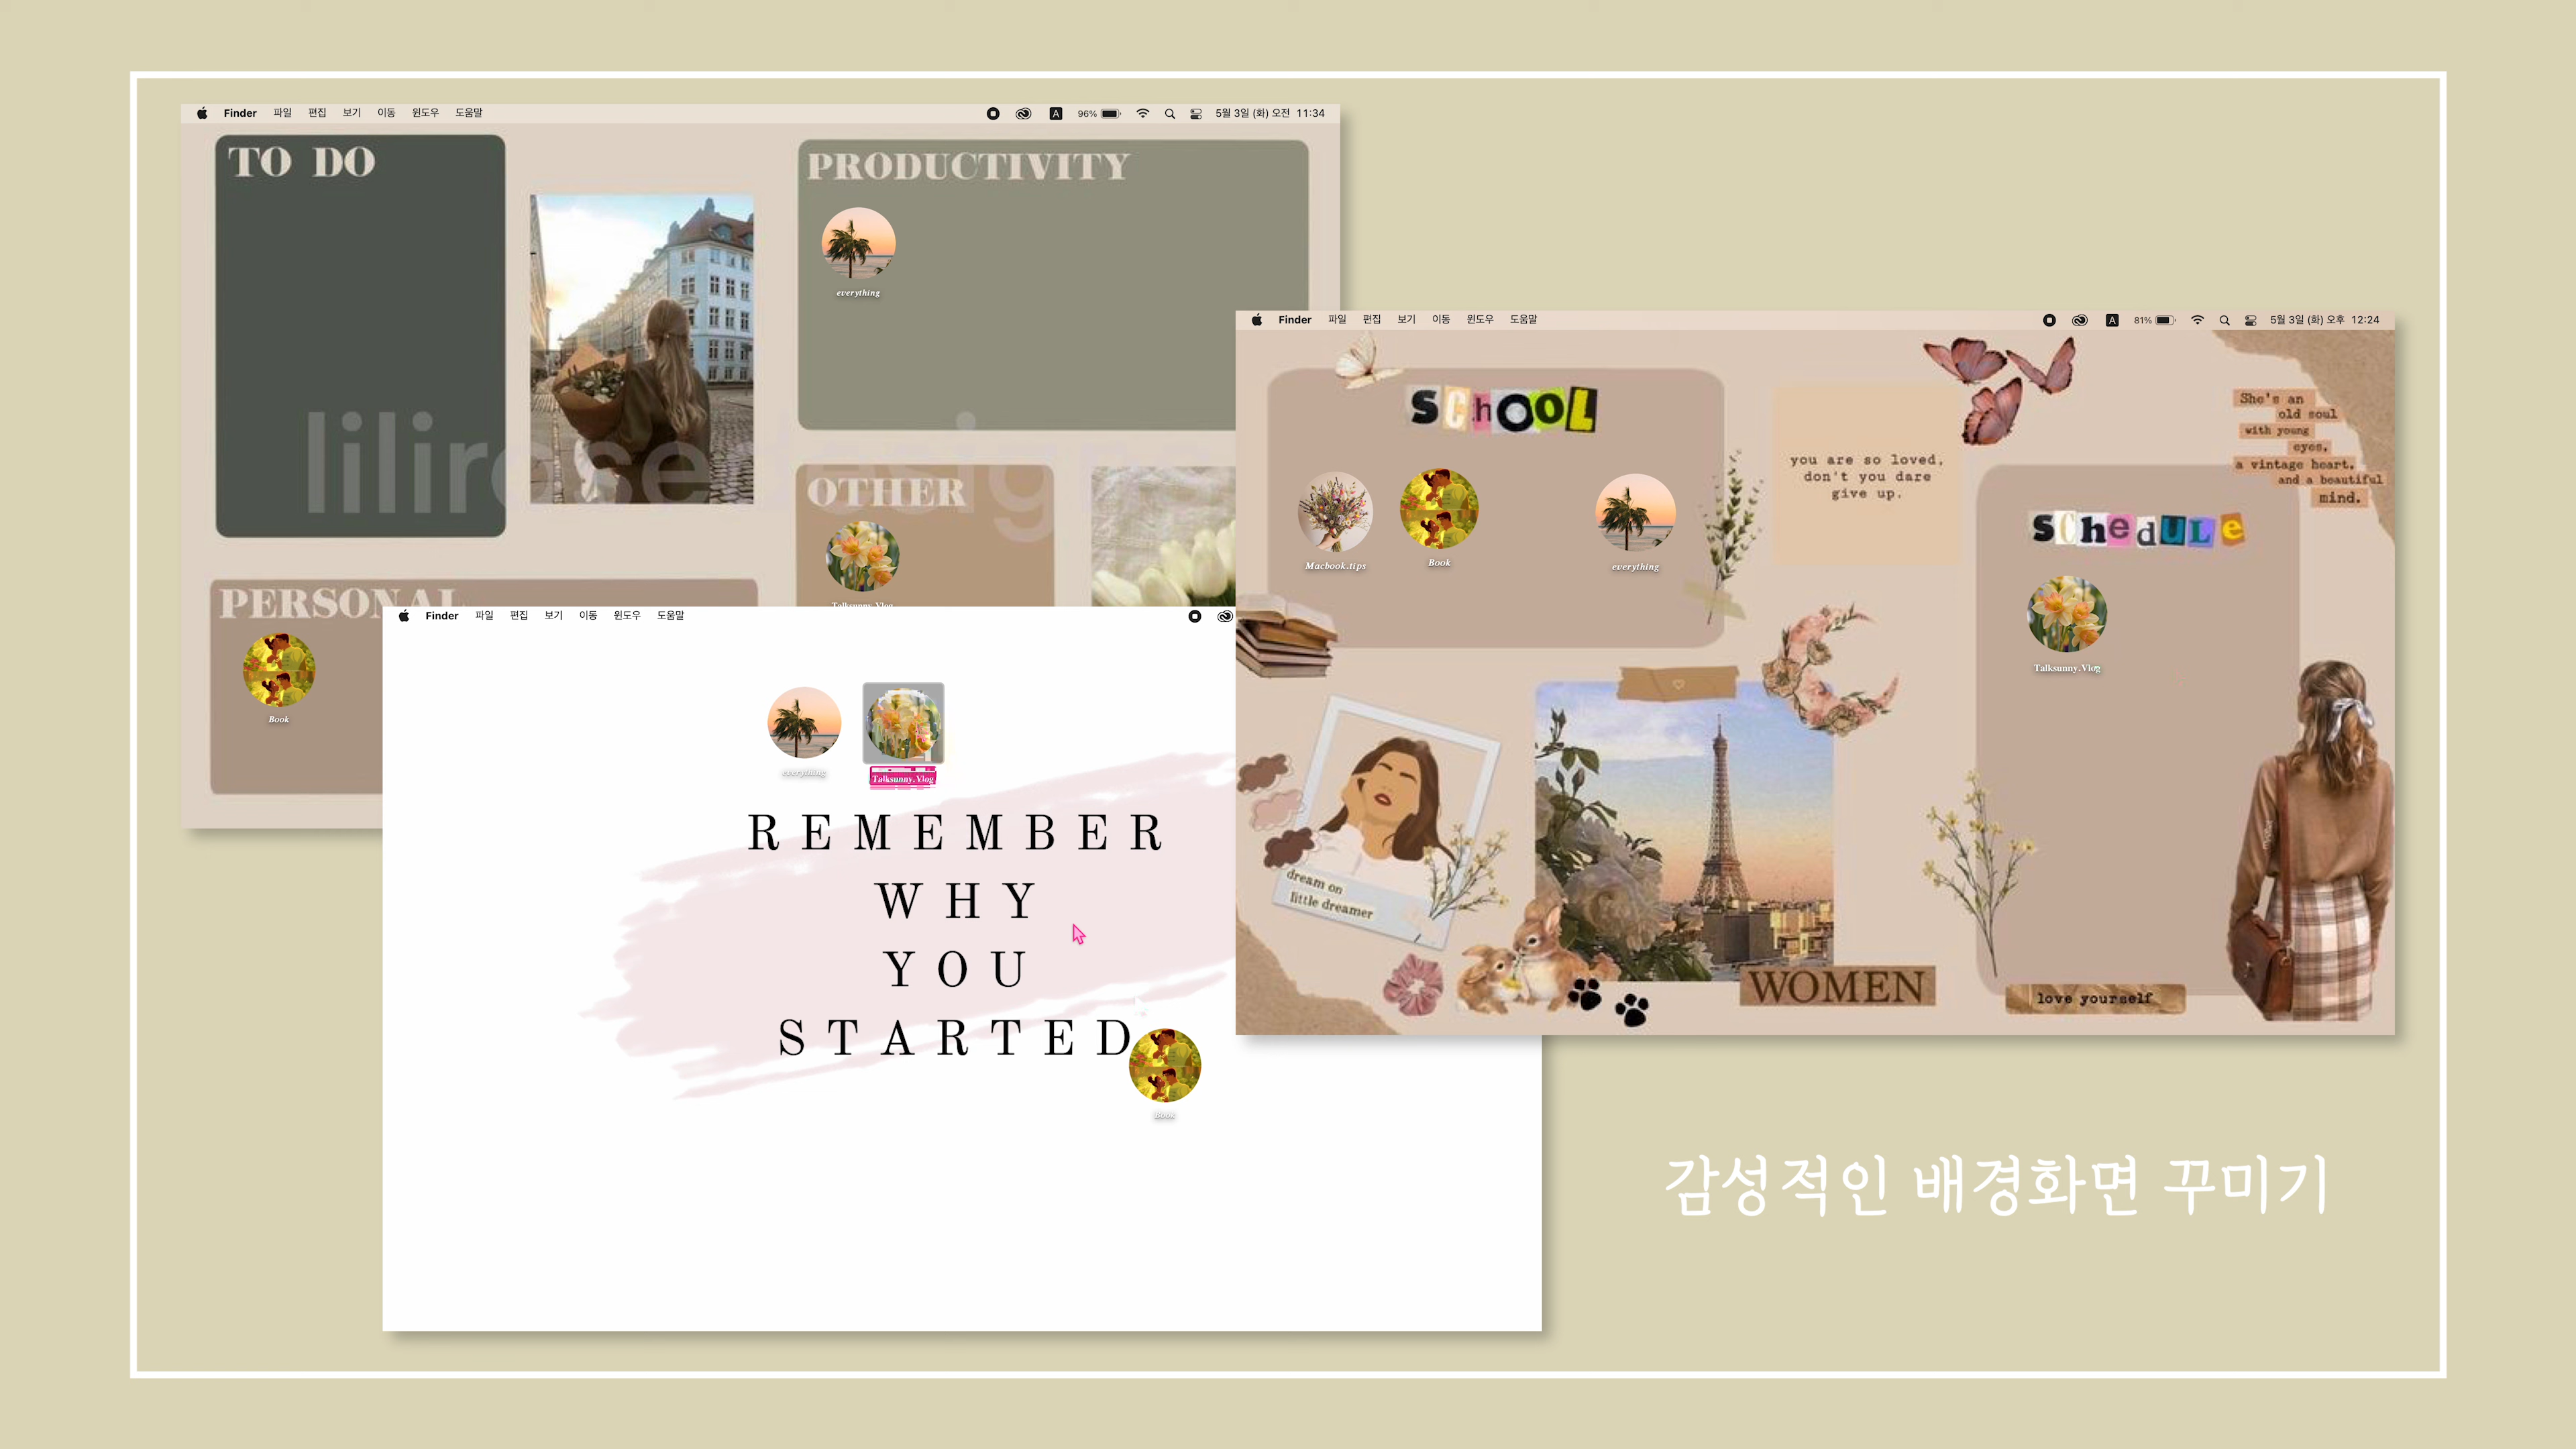 Finder 파일 편집 보기 이동 윈도우 도움말
A 96% 5월 3일 (화) 오전 11:34
TO DO
PRODUCTIVITY
everything
lilirosedesigns
OTHER
Talksunny.Vlog
PERSONAL
Book
Finder 파일 편집 보기 이동 윈도우 도움말
everything
Talksunny.Vlog
REMEMBER
WHY
YOU
STARTED
Book
Finder 파일 편집 보기 이동 윈도우 도움말
A 81% 5월 3일 (화) 오후 12:24
SChOOL
Macbook.tips
Book
everything
you are so loved,
don't you dare
give up.
She's an
old soul
with young
eyes,
a vintage heart,
and a beautiful
mind.
SCheduLe
Talksunny.Vlog
dream on
little dreamer
WOMEN
love yourself
감성적인 배경화면 꾸미기